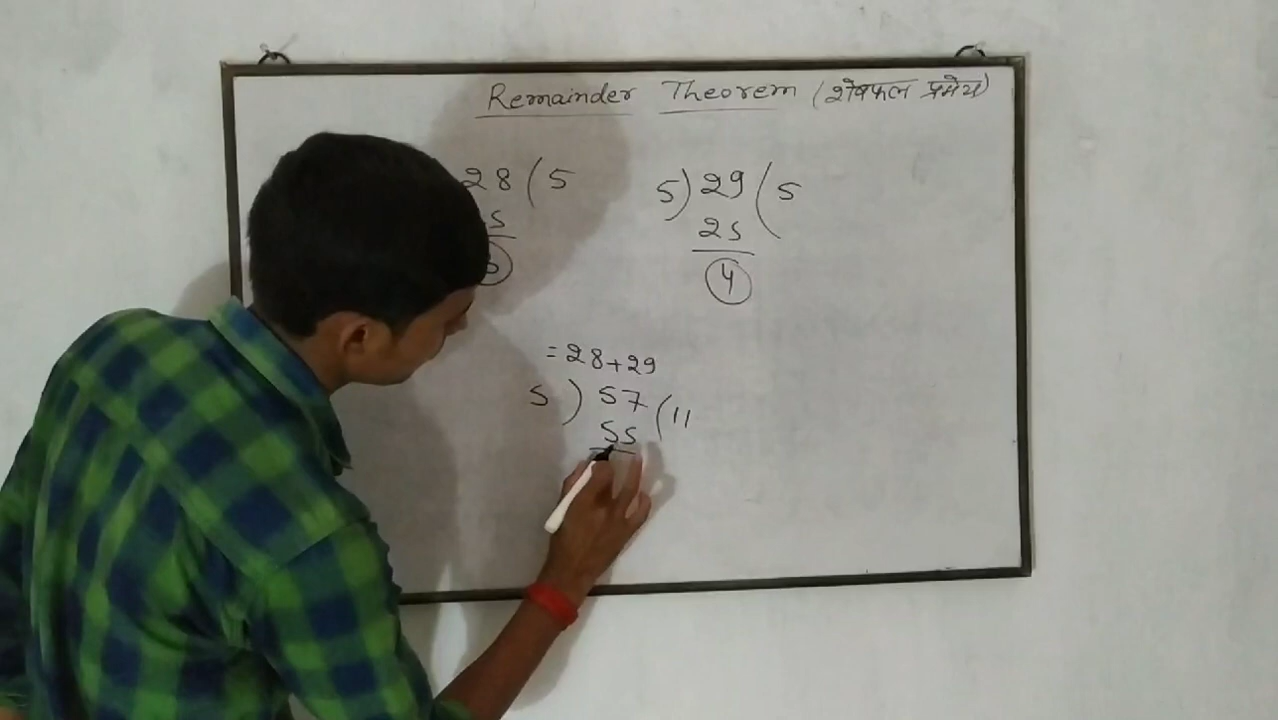 Remainder Theorem (शेषफल प्रमेय)
28 ( 5
5 ) 29 ( 5
25
4
= 28 + 29
5 ) 57 ( 11
55